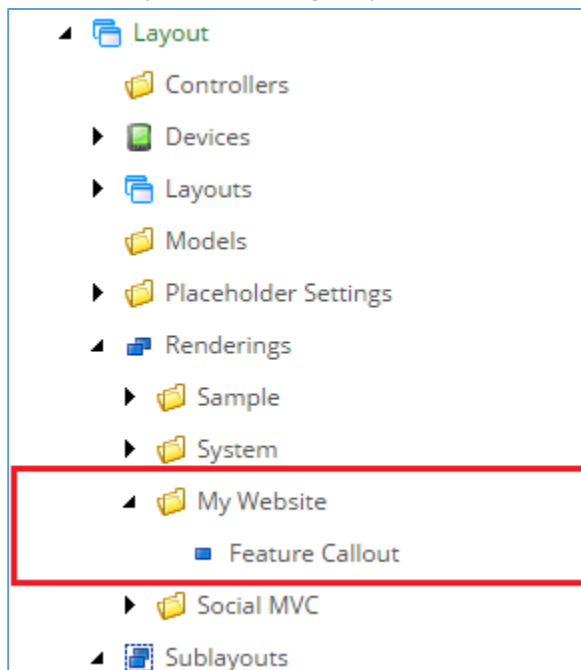 Layout
Controllers
Devices
Layouts
Models
Placeholder Settings
Renderings
Sample
System
My Website
Feature Callout
Social MVC
Sublayouts